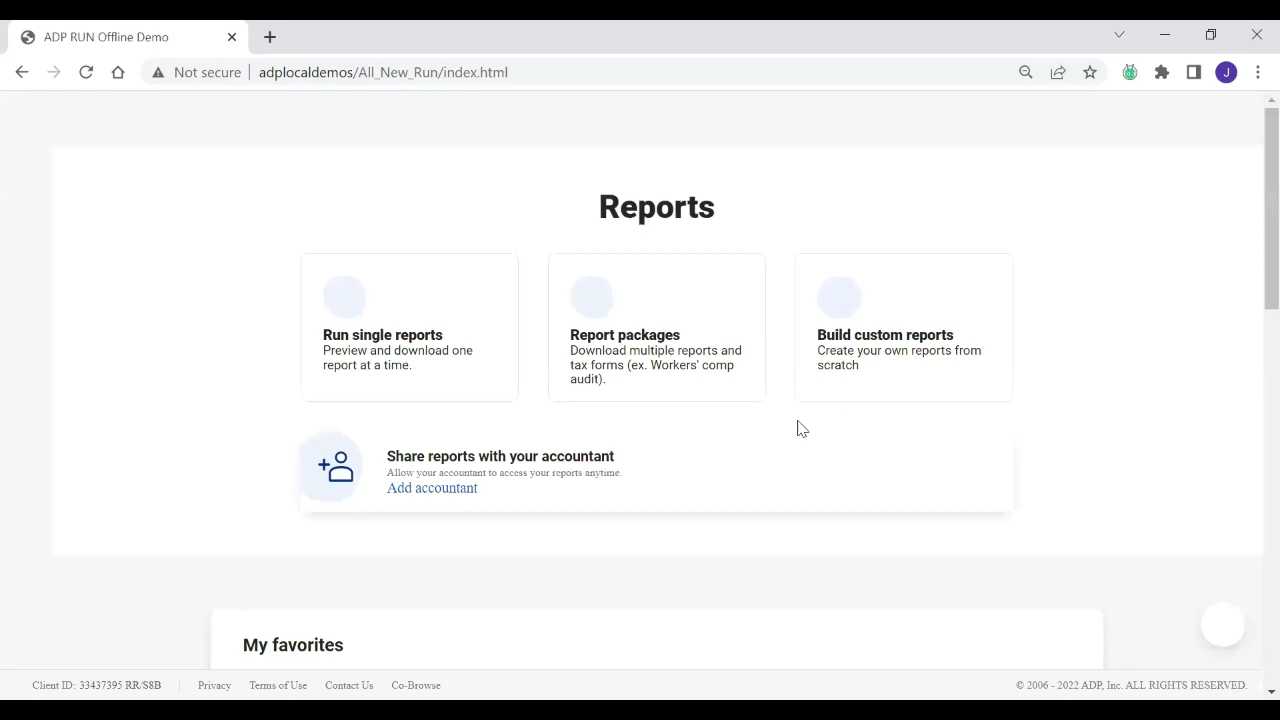 ADP RUN Offline Demo
Not secure
adplocaldemos/All_New_Run/index.html
J
Reports
Run single reports
Preview and download one
report at a time.
Report packages
Download multiple reports and
tax forms (ex. Workers' comp
audit).
Build custom reports
Create your own reports from
scratch
Share reports with your accountant
Allow your accountant to access your reports anytime.
Add accountant
My favorites
Client ID: 33437395 RR/S8B
Privacy
Terms of Use
Contact Us
Co-Browse
© 2006 - 2022 ADP, Inc. ALL RIGHTS RESERVED.